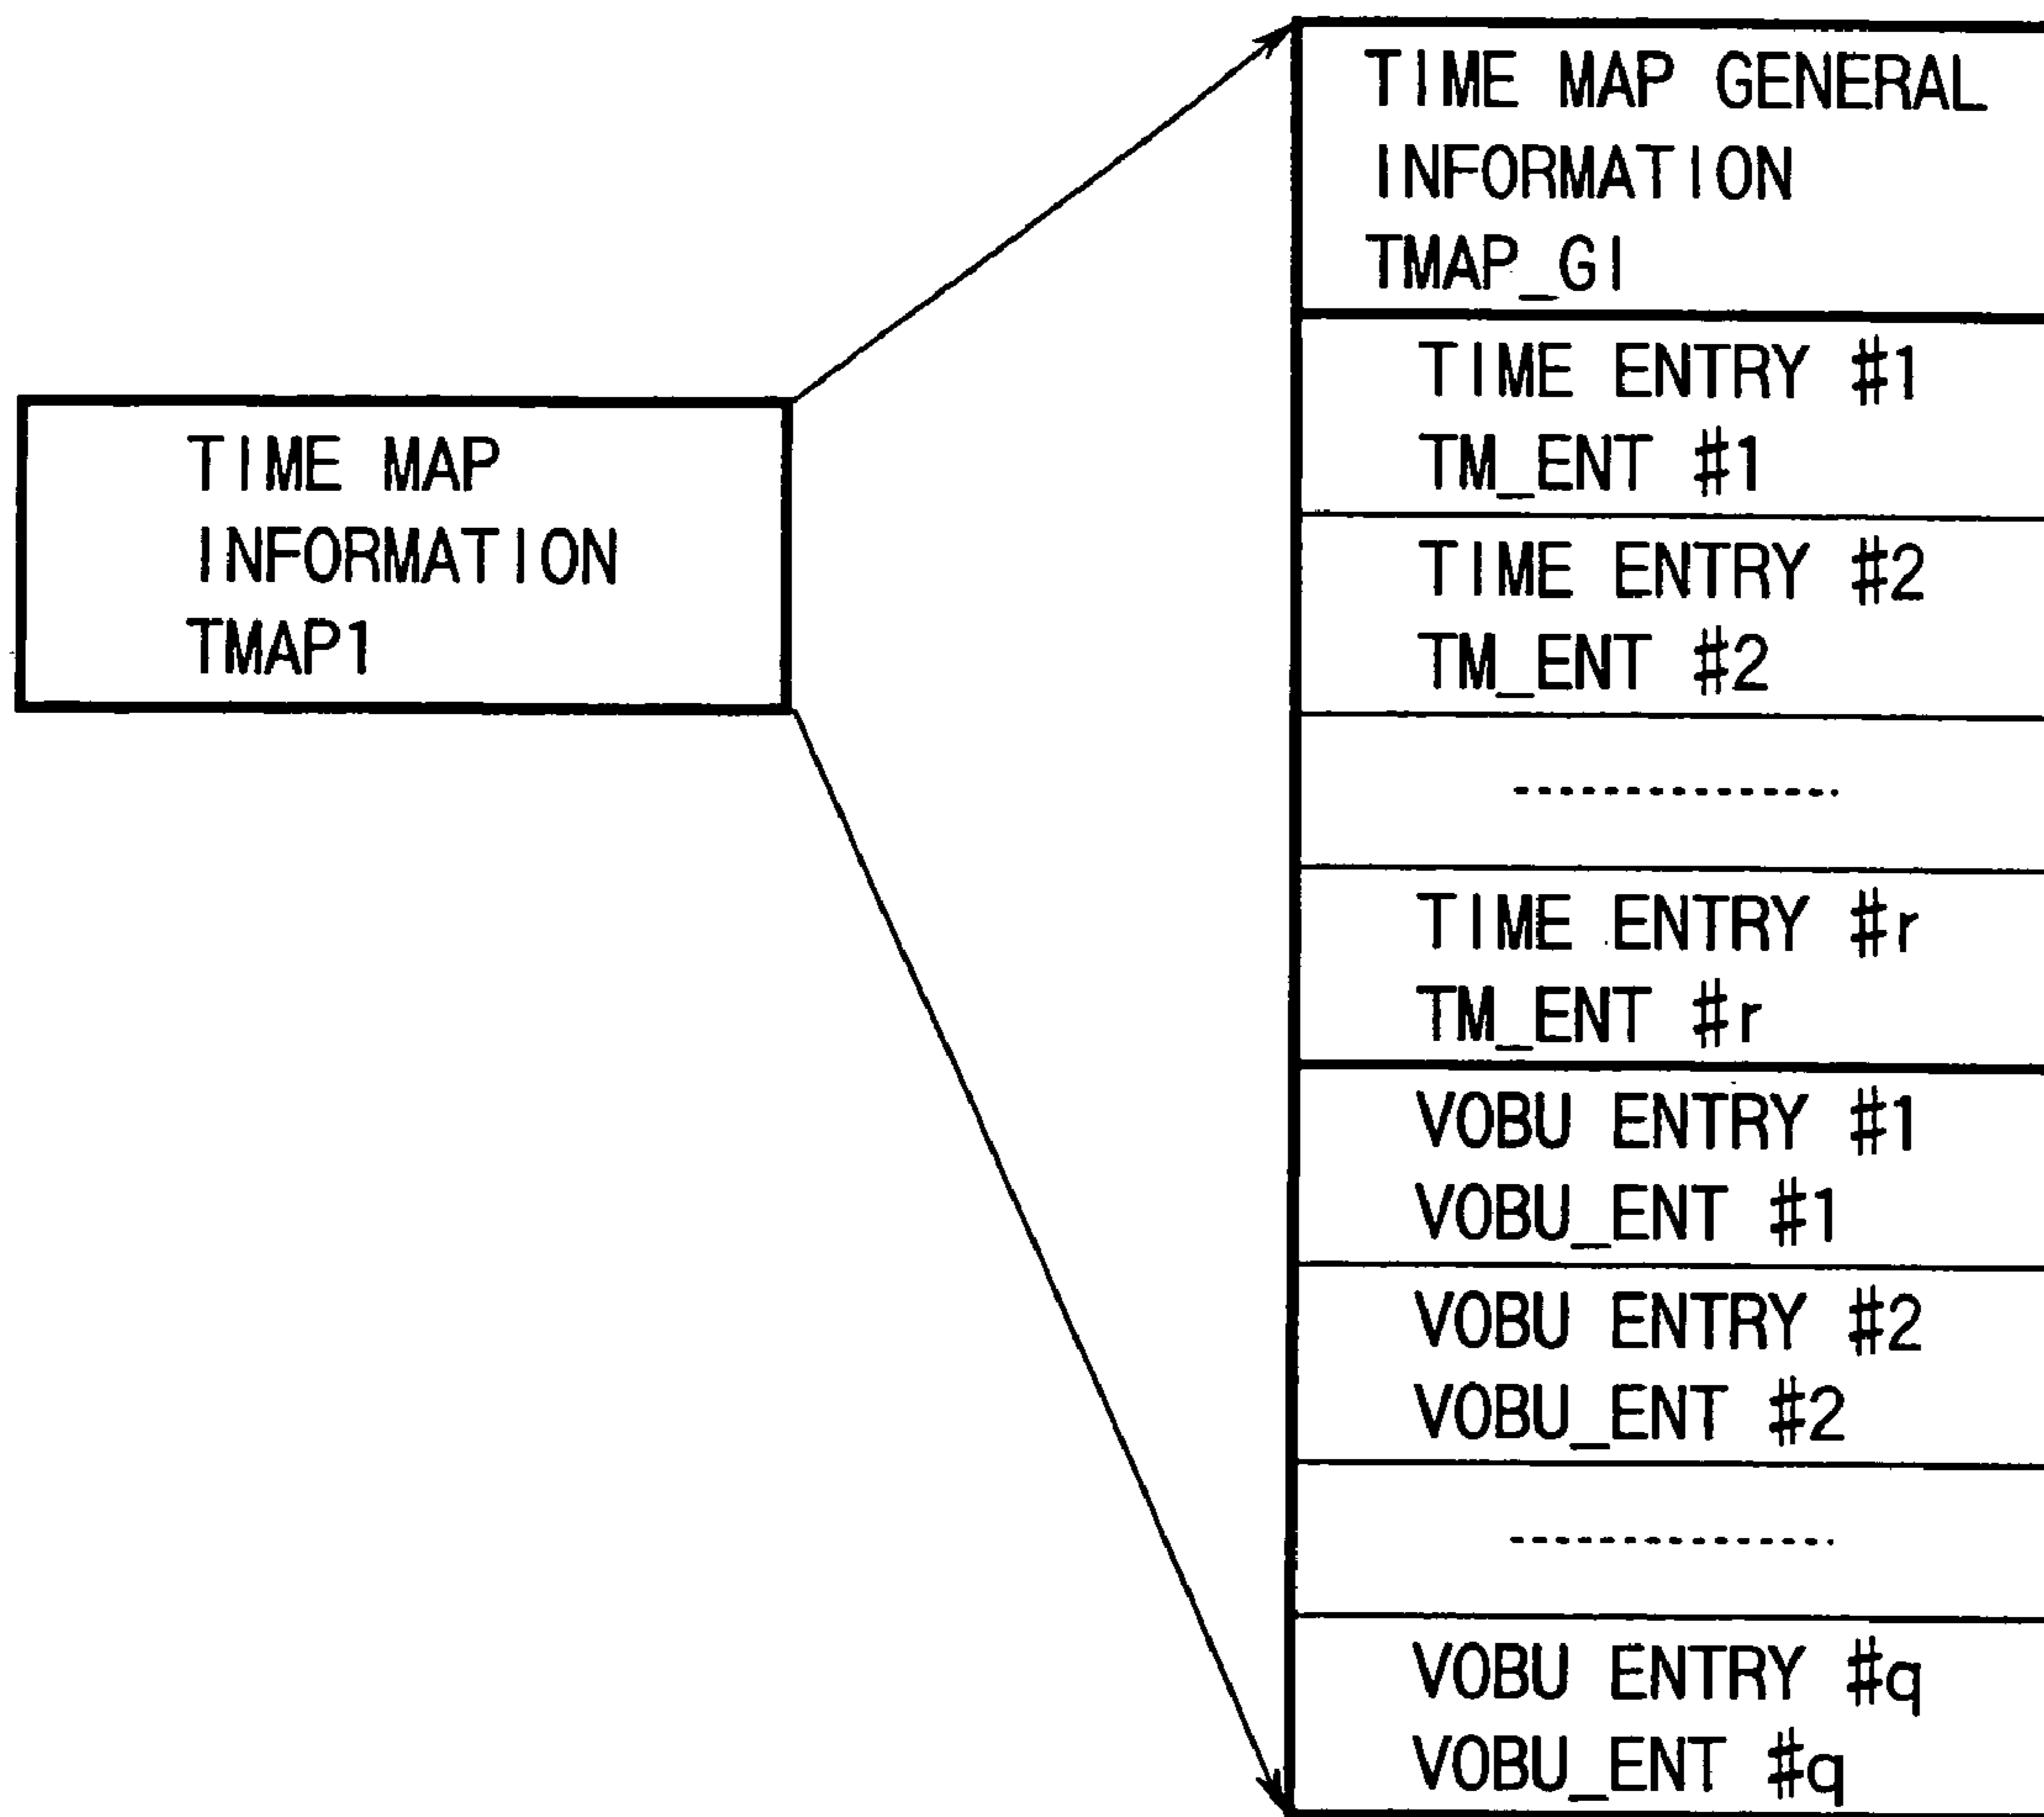 TIME MAP
INFORMATION
TMAP1
TIME MAP GENERAL
INFORMATION
TMAP_GI
TIME ENTRY #1
TM_ENT #1
TIME ENTRY #2
TM_ENT #2
TIME ENTRY #r
TM_ENT #r
VOBU ENTRY #1
VOBU_ENT #1
VOBU ENTRY #2
VOBU_ENT #2
VOBU ENTRY #q
VOBU_ENT #q